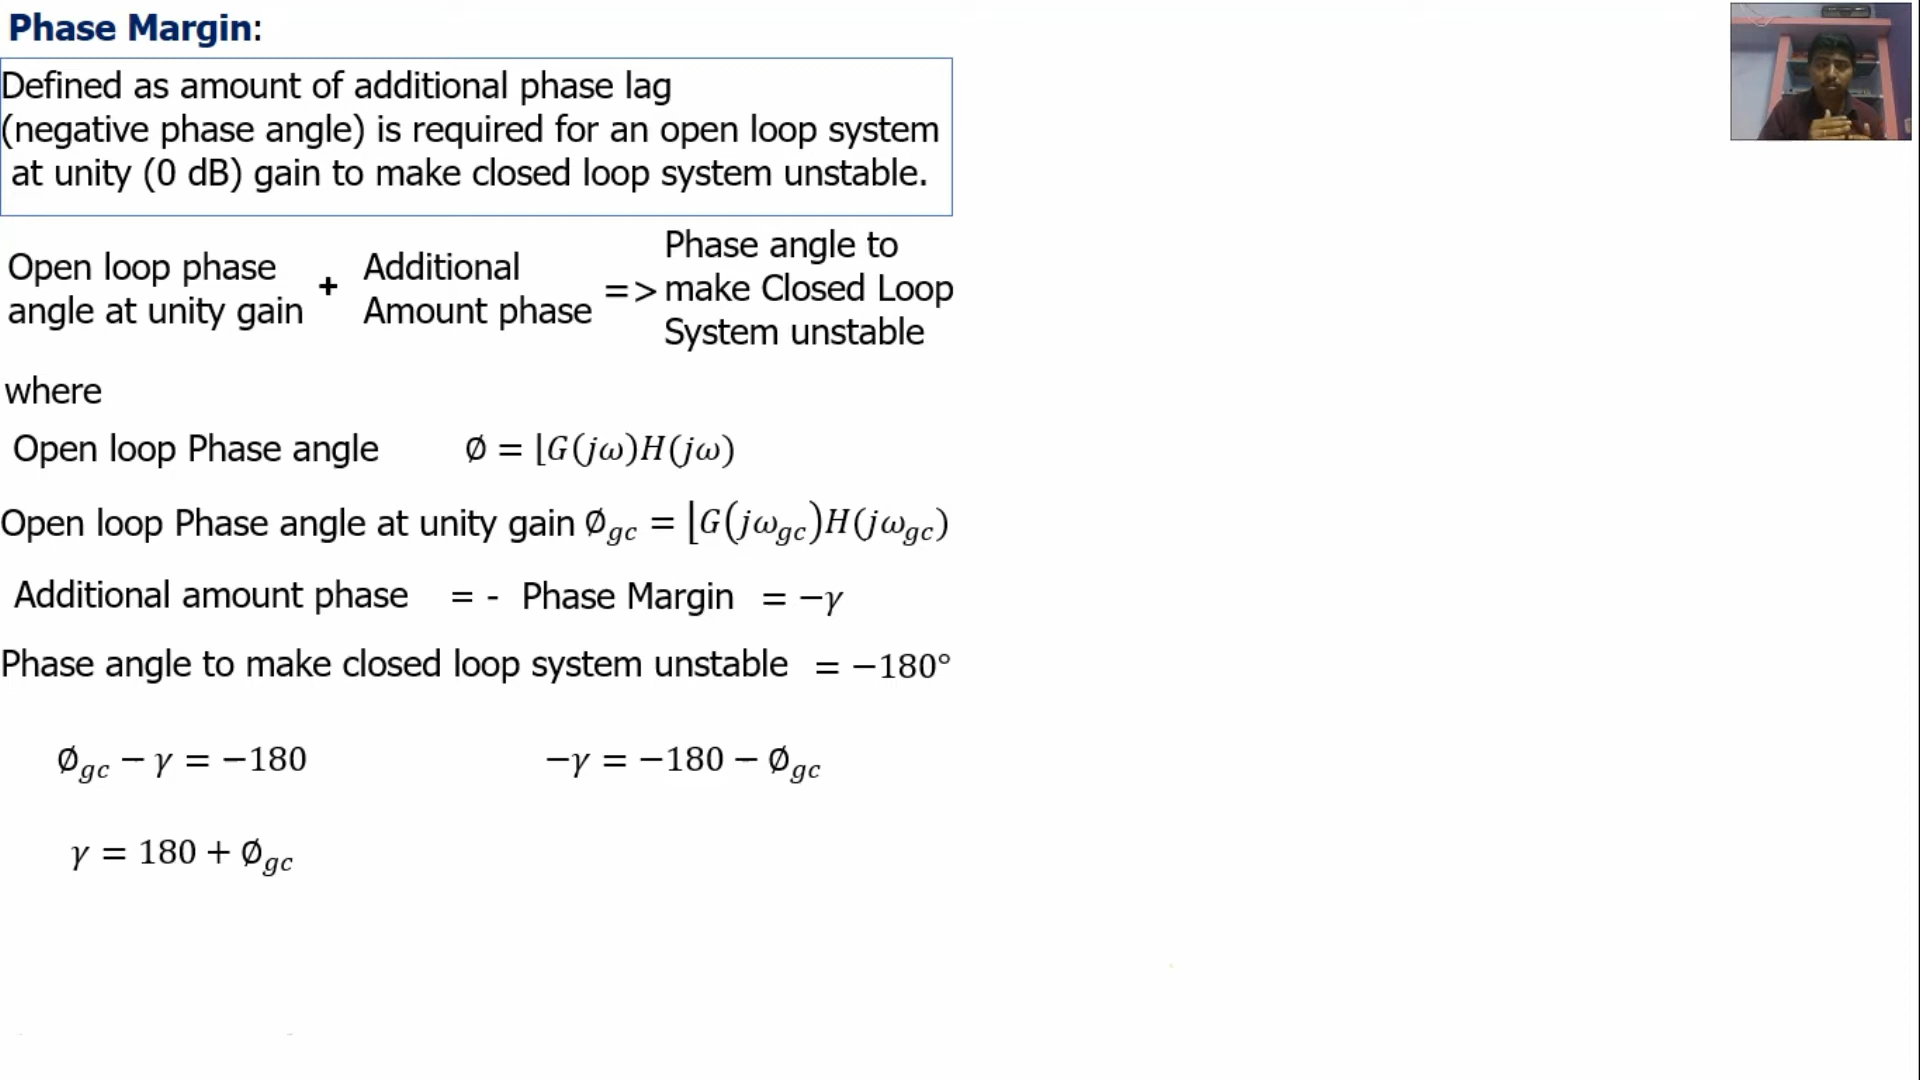 Phase Margin:
Defined as amount of additional phase lag
(negative phase angle) is required for an open loop system
at unity (0 dB) gain to make closed loop system unstable.
Open loop phase
angle at unity gain
+
Additional
Amount phase
=>
Phase angle to
make Closed Loop
System unstable
where
Open loop Phase angle ∅ = ⌊G(jω)H(jω)
Open loop Phase angle at unity gain ∅gc = ⌊G(jωgc)H(jωgc)
Additional amount phase = - Phase Margin = −γ
Phase angle to make closed loop system unstable = −180°
∅gc − γ = −180
−γ = −180 − ∅gc
γ = 180 + ∅gc